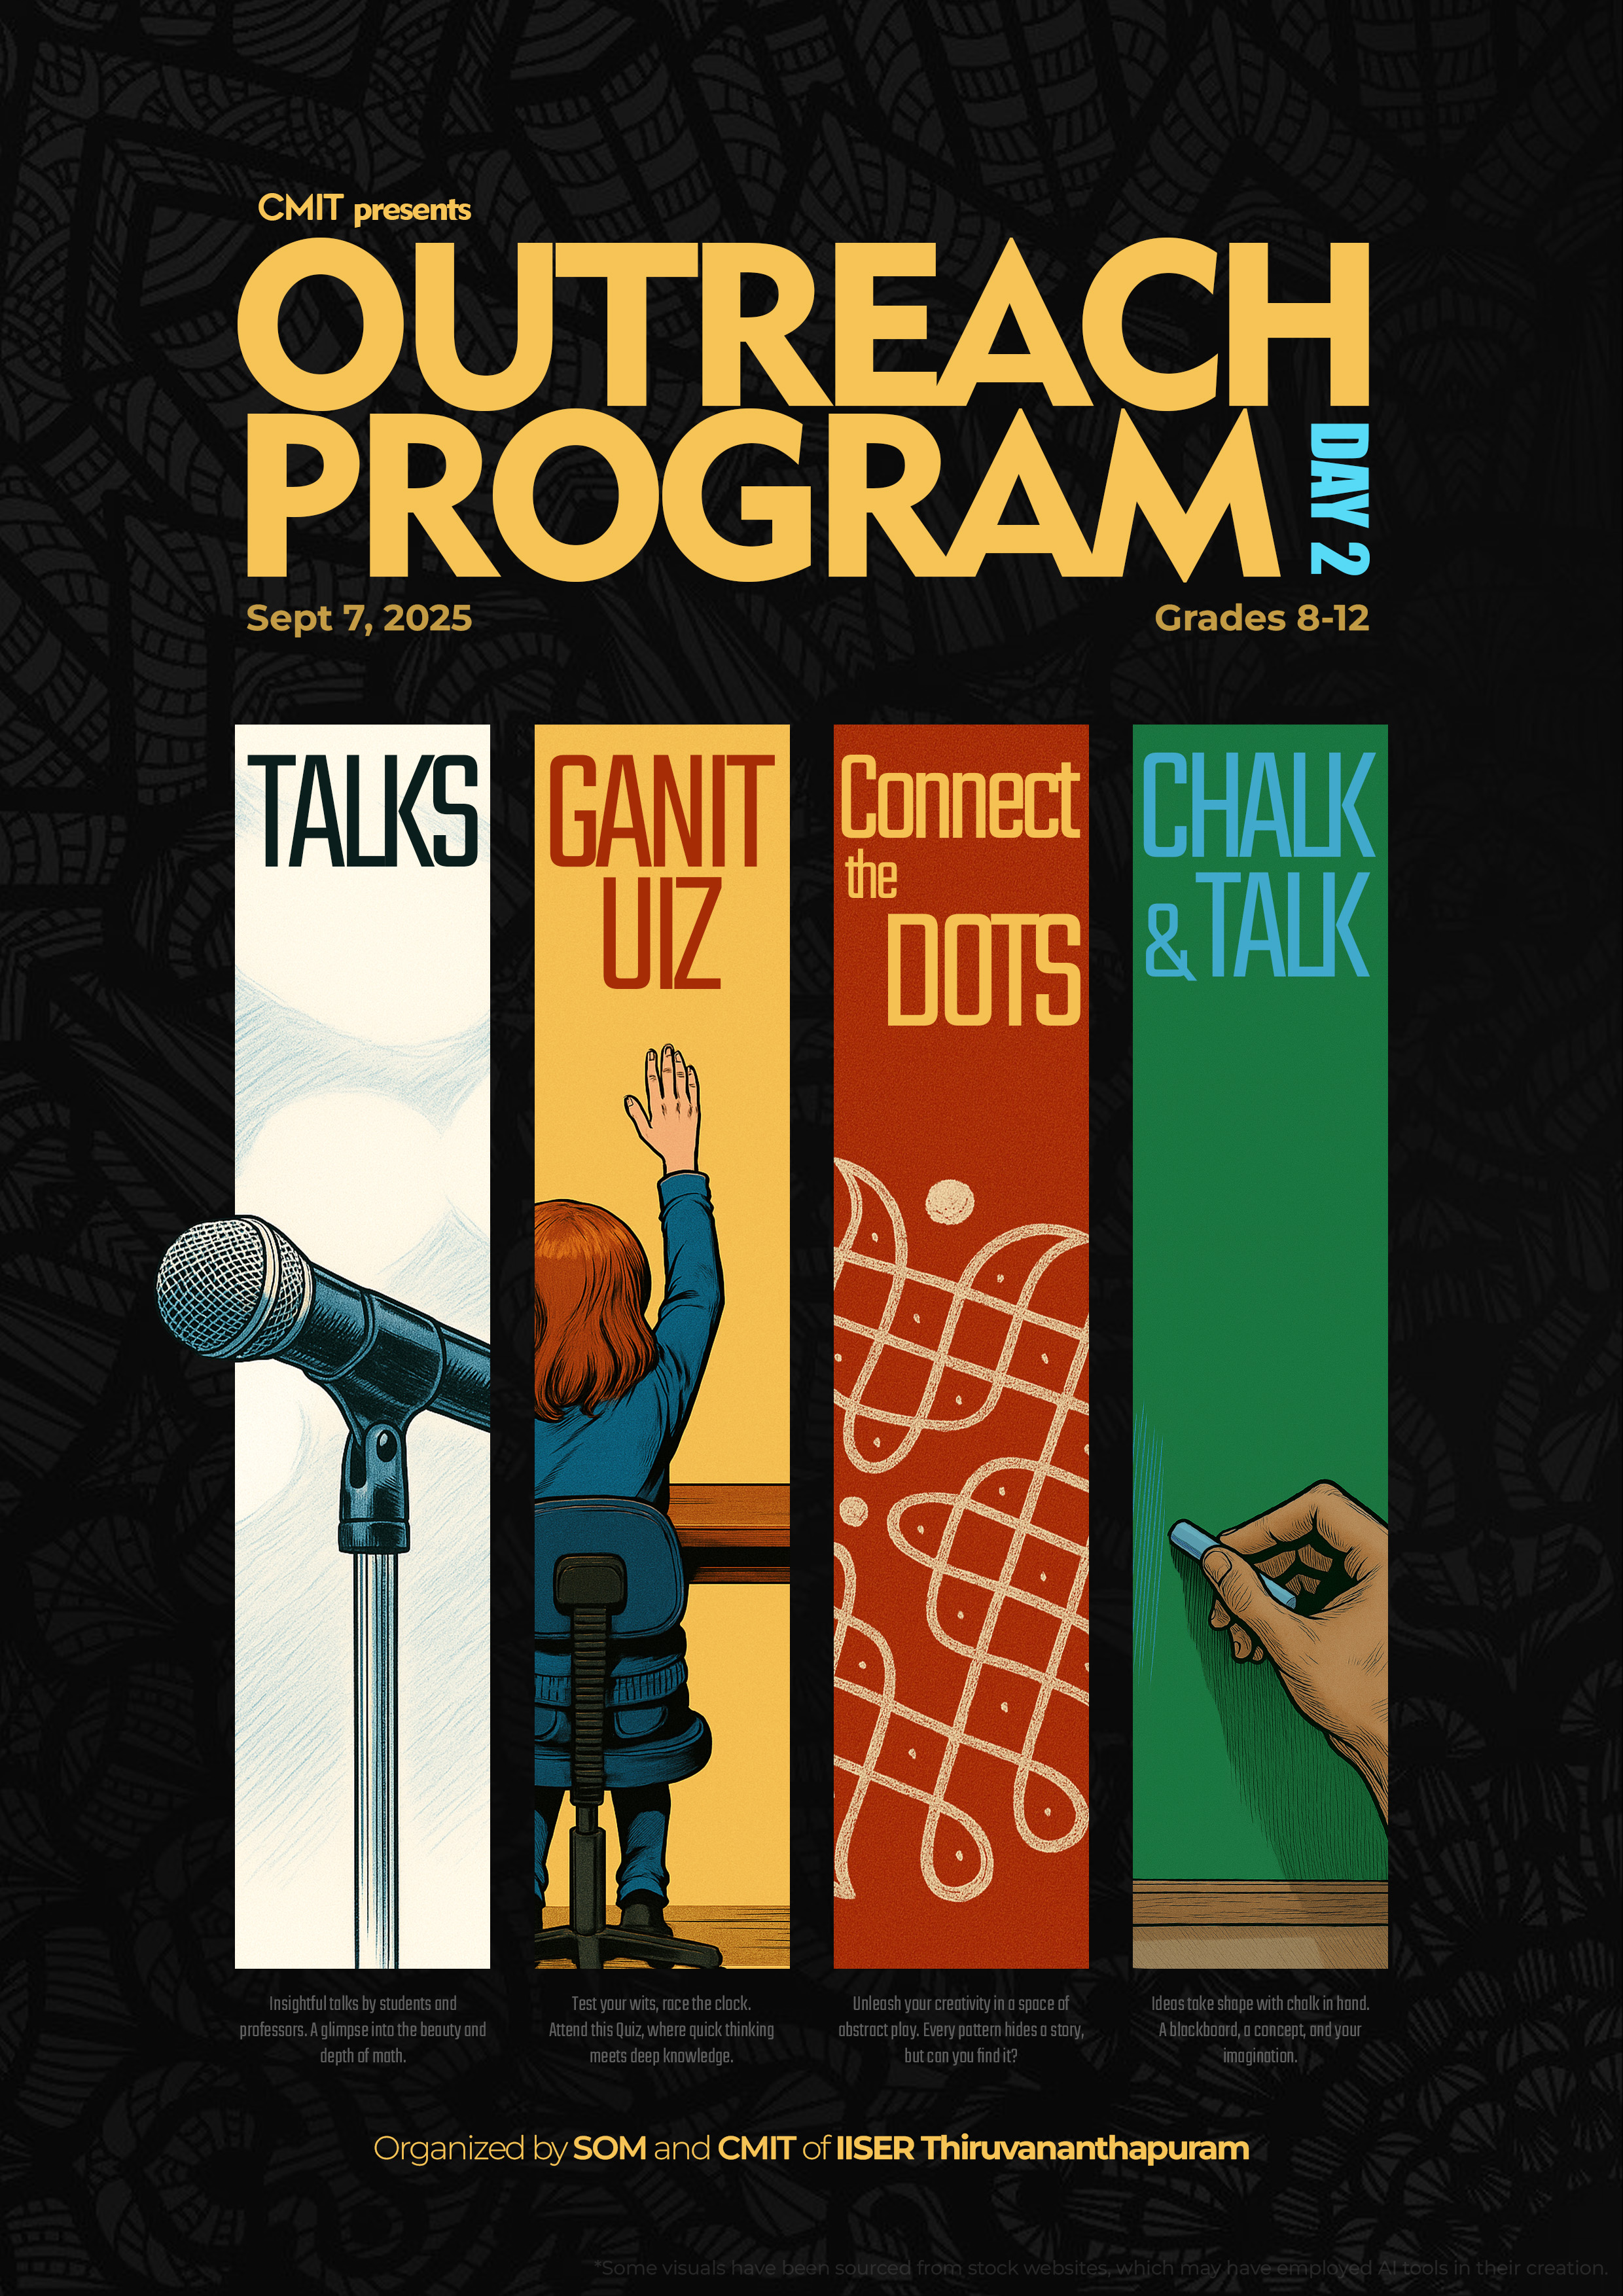 CMIT presents
OUTREACH
PROGRAM
DAY 2
Sept 7, 2025
Grades 8-12
TALKS
GANIT
UIZ
Connect
the
DOTS
CHALK
& TALK
Insightful talks by students and
professors. A glimpse into the beauty and
depth of math.
Test your wits, race the clock.
Attend this Quiz, where quick thinking
meets deep knowledge.
Unleash your creativity in a space of
abstract play. Every pattern hides a story,
but can you find it?
Ideas take shape with chalk in hand.
A blackboard, a concept, and your
imagination.
Organized by SOM and CMIT of IISER Thiruvananthapuram
*Some visuals have been sourced from stock websites, which may have employed AI tools in their creation.